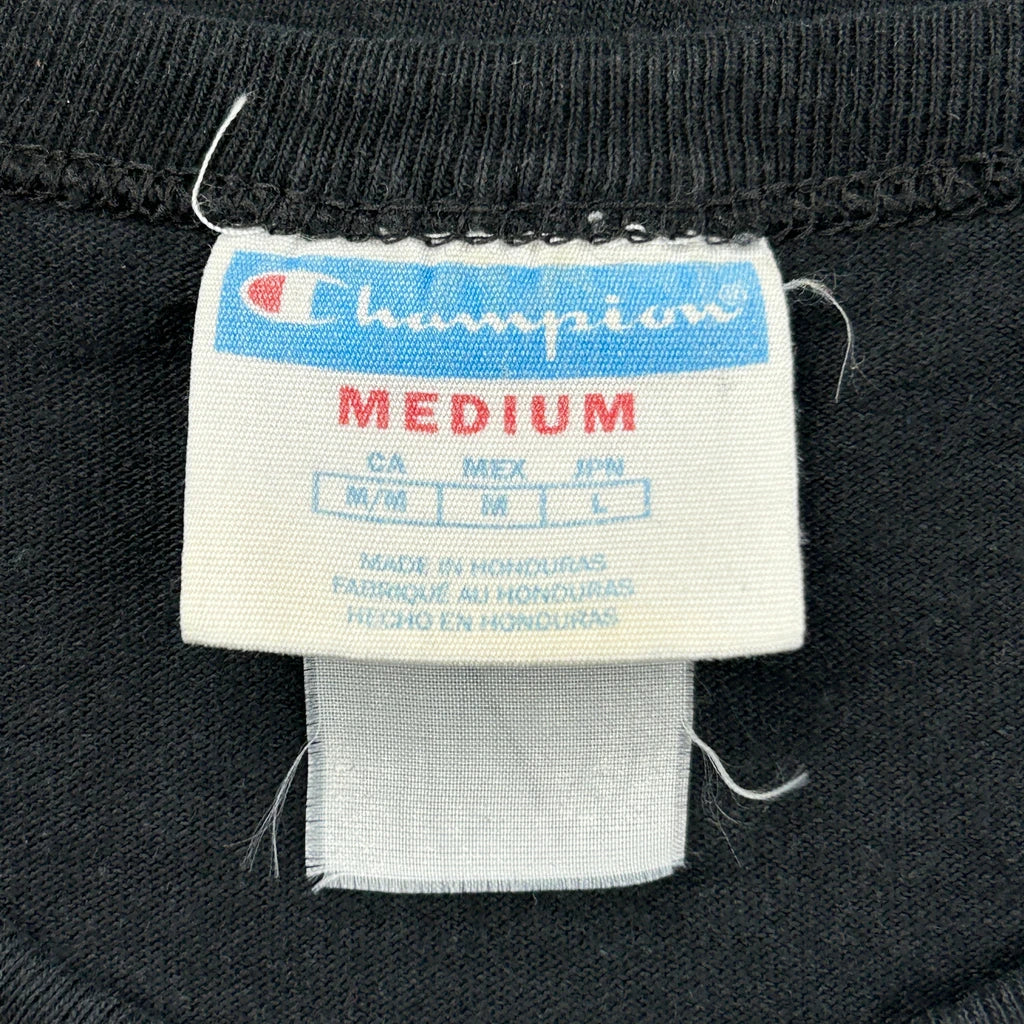 Champion®
MEDIUM
CA MEX JPN
M/M M L
MADE IN HONDURAS
FABRIQUÉ AU HONDURAS
HECHO EN HONDURAS